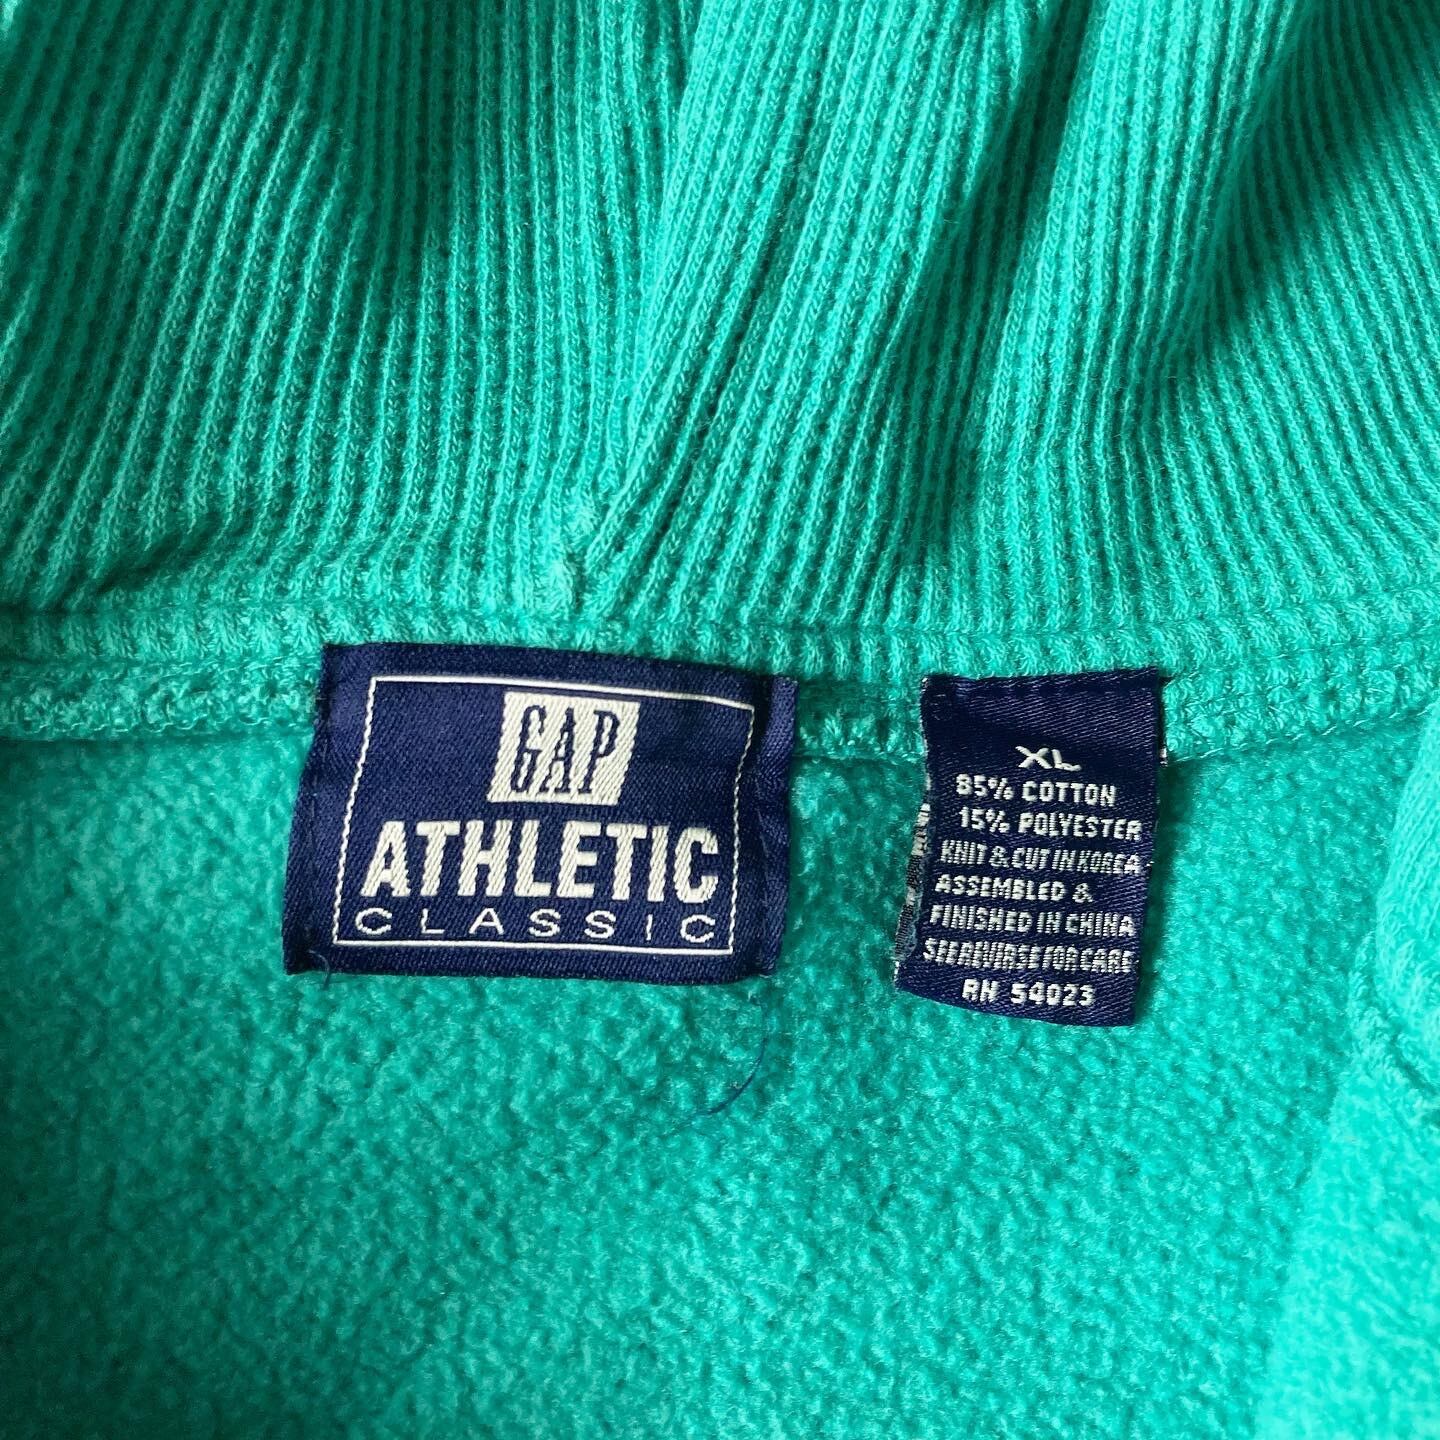 GAP
ATHLETIC
CLASSIC
XL
85% COTTON
15% POLYESTER
KNIT & CUT IN KOREA
ASSEMBLED &
FINISHED IN CHINA
SEE REVERSE FOR CARE
RN 54023